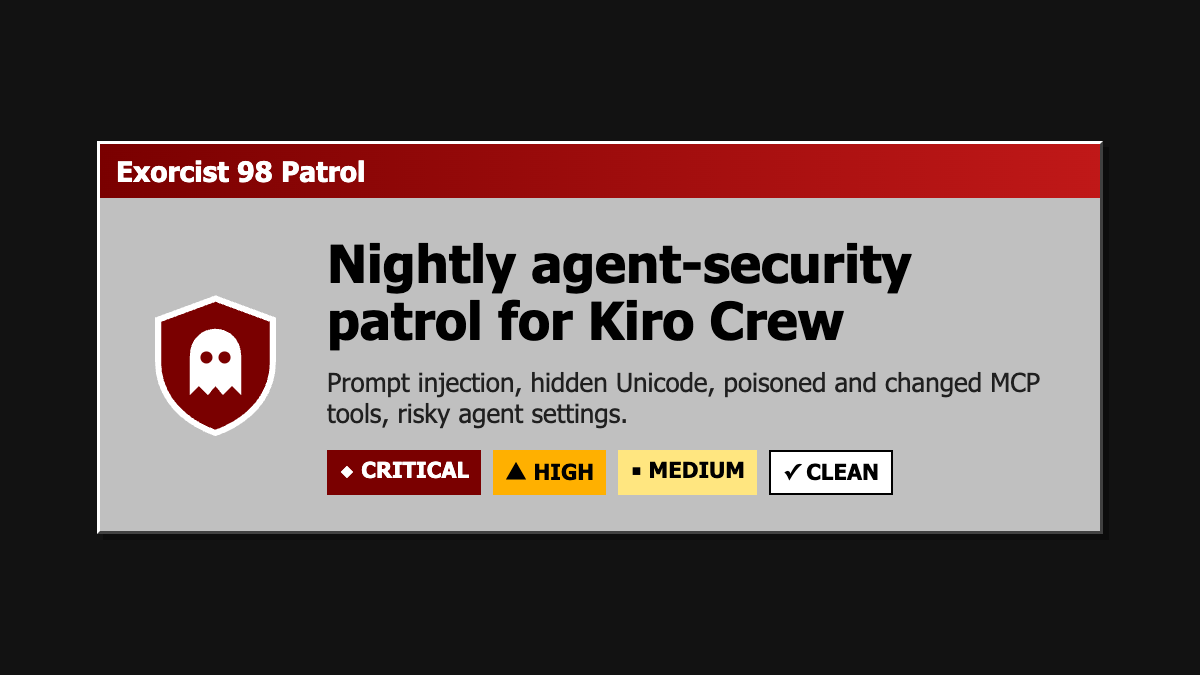 Exorcist 98 Patrol
Nightly agent-security
patrol for Kiro Crew
Prompt injection, hidden Unicode, poisoned and changed MCP
tools, risky agent settings.
◆ CRITICAL ▲ HIGH ▪ MEDIUM ✓ CLEAN